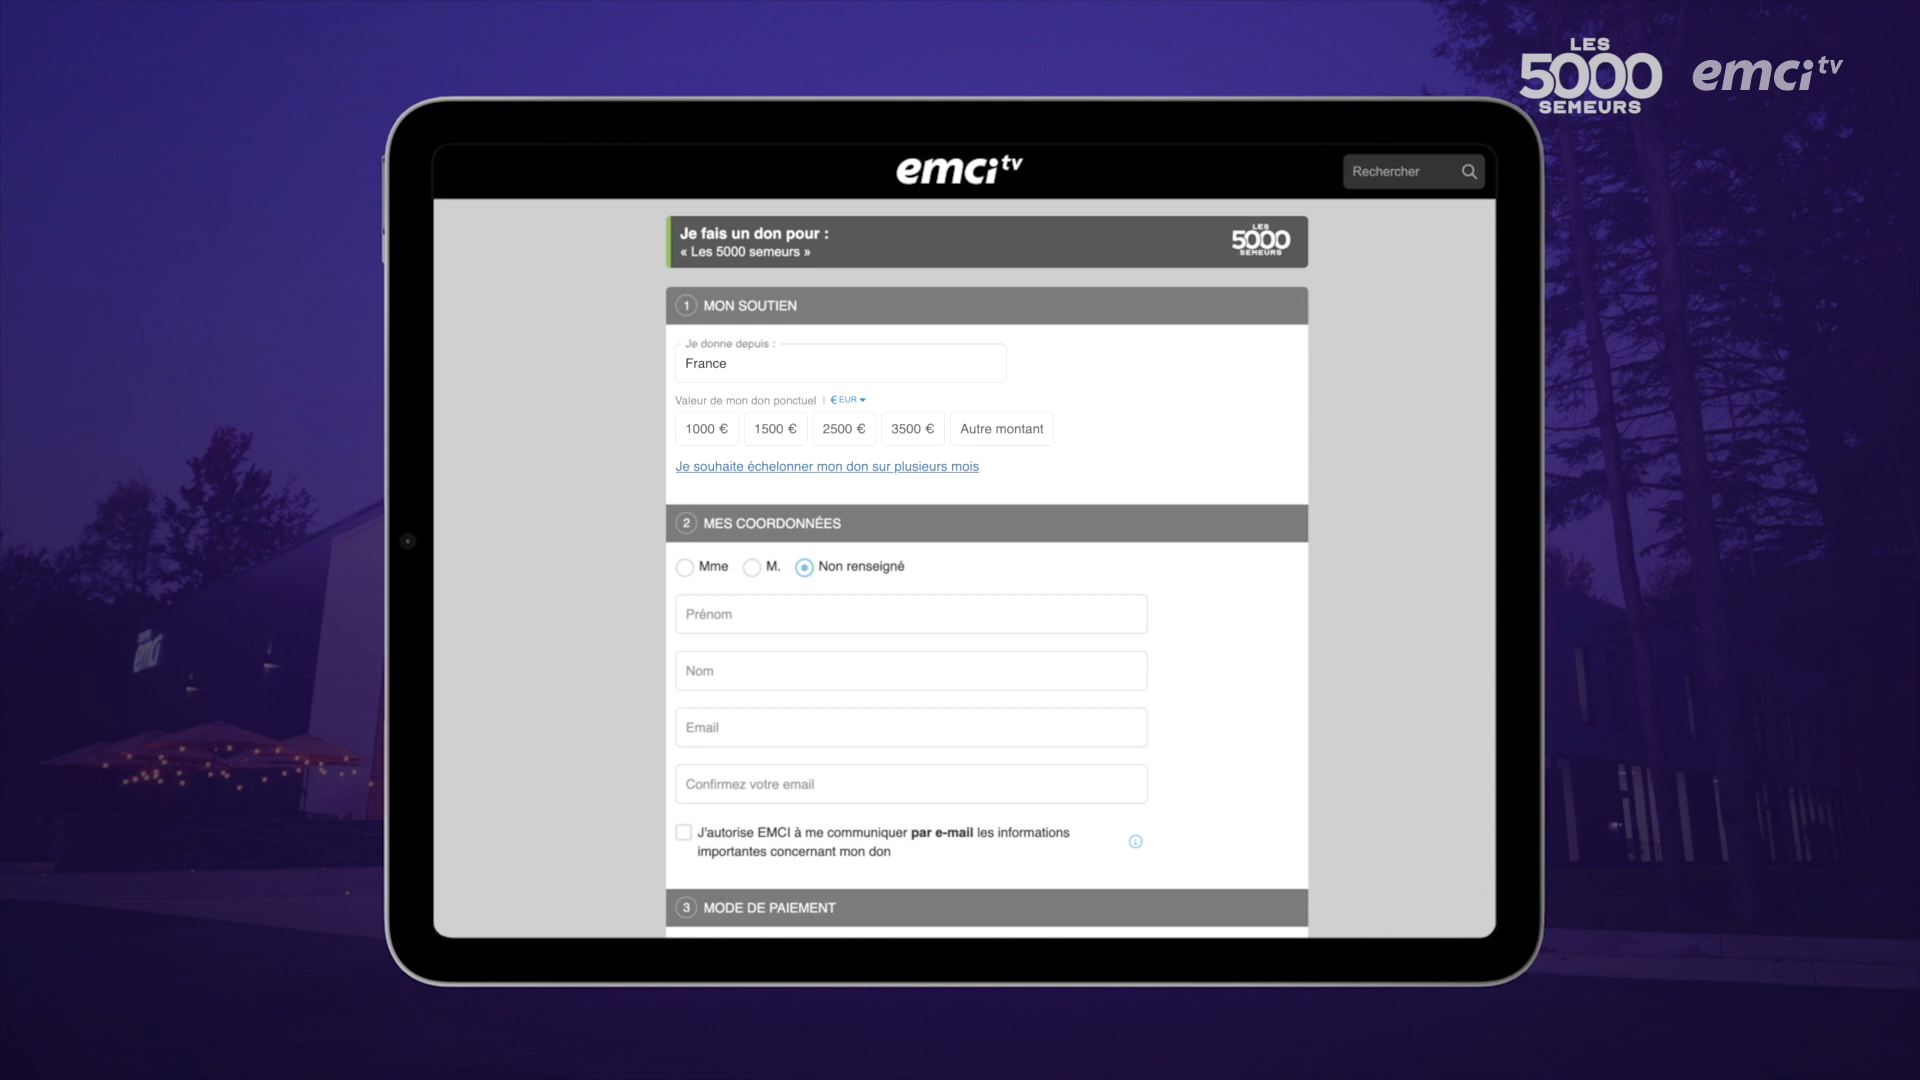 LES
5000
SEMEURS
emci tv
emci tv
Rechercher
Je fais un don pour :
« Les 5000 semeurs »
LES
5000
SEMEURS
1 MON SOUTIEN
Je donne depuis :
France
Valeur de mon don ponctuel | € EUR
1000 € 1500 € 2500 € 3500 € Autre montant
Je souhaite échelonner mon don sur plusieurs mois
2 MES COORDONNÉES
Mme M. Non renseigné
Prénom
Nom
Email
Confirmez votre email
J'autorise EMCI à me communiquer par e-mail les informations
importantes concernant mon don
3 MODE DE PAIEMENT
emci